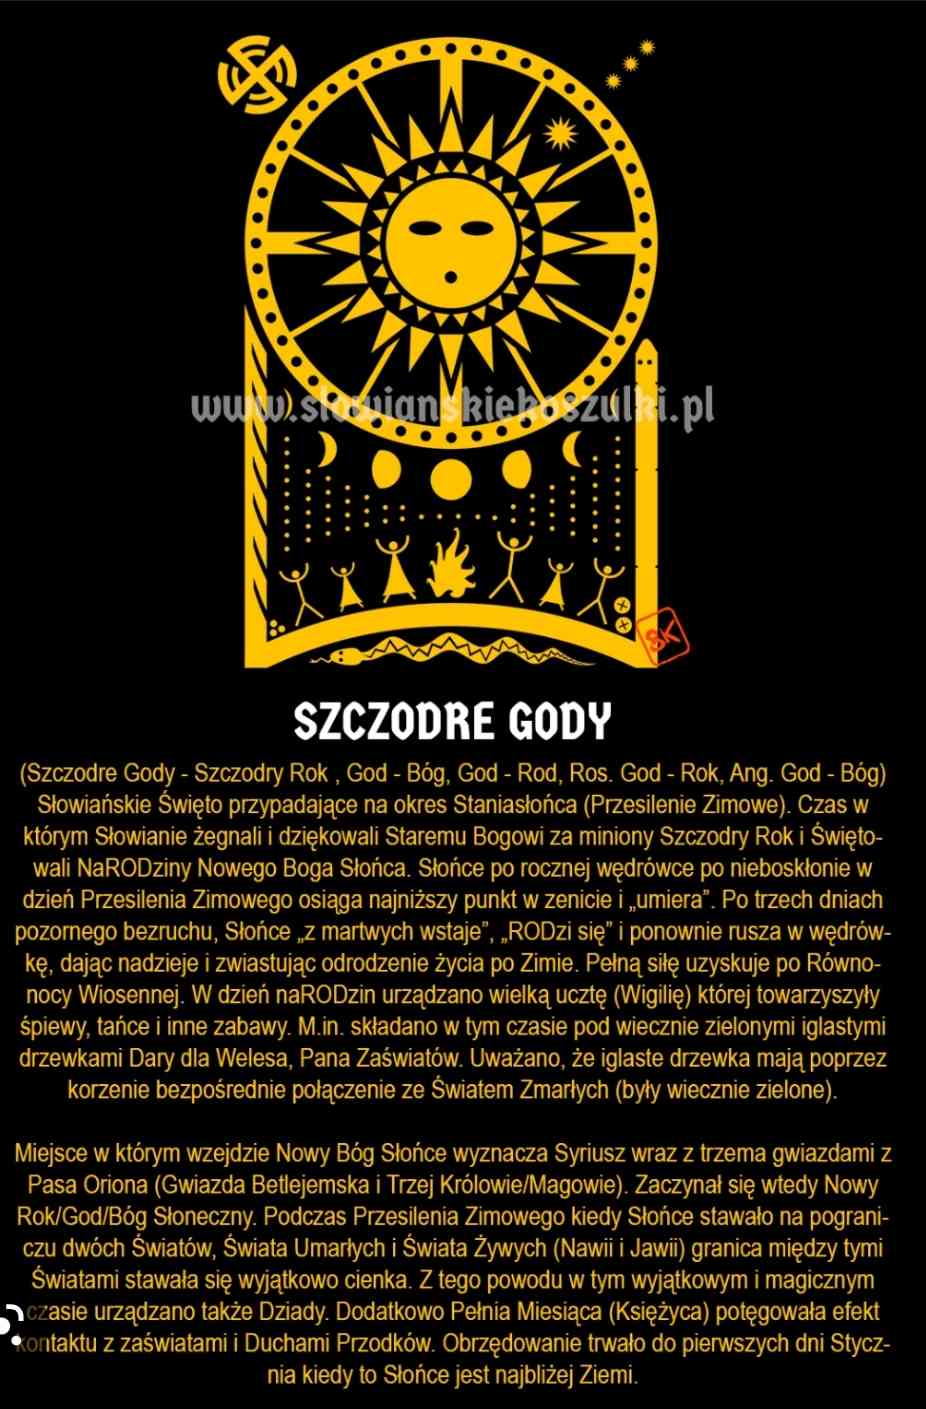 www.slowianskiekoszulki.pl
SK
SZCZODRE GODY
(Szczodre Gody - Szczodry Rok , God - Bóg, God - Rod, Ros. God - Rok, Ang. God - Bóg)
Słowiańskie Święto przypadające na okres Staniasłońca (Przesilenie Zimowe). Czas w
którym Słowianie żegnali i dziękowali Staremu Bogowi za miniony Szczodry Rok i Święto-
wali NaRODziny Nowego Boga Słońca. Słońce po rocznej wędrówce po nieboskłonie w
dzień Przesilenia Zimowego osiąga najniższy punkt w zenicie i „umiera”. Po trzech dniach
pozornego bezruchu, Słońce „z martwych wstaje”, „RODzi się” i ponownie rusza w wędrów-
kę, dając nadzieje i zwiastując odrodzenie życia po Zimie. Pełną siłę uzyskuje po Równo-
nocy Wiosennej. W dzień naRODzin urządzano wielką ucztę (Wigilię) której towarzyszyły
śpiewy, tańce i inne zabawy. M.in. składano w tym czasie pod wiecznie zielonymi iglastymi
drzewkami Dary dla Welesa, Pana Zaświatów. Uważano, że iglaste drzewka mają poprzez
korzenie bezpośrednie połączenie ze Światem Zmarłych (były wiecznie zielone).
Miejsce w którym wzejdzie Nowy Bóg Słońce wyznacza Syriusz wraz z trzema gwiazdami z
Pasa Oriona (Gwiazda Betlejemska i Trzej Królowie/Magowie). Zaczynał się wtedy Nowy
Rok/God/Bóg Słoneczny. Podczas Przesilenia Zimowego kiedy Słońce stawało na pograni-
czu dwóch Światów, Świata Umarłych i Świata Żywych (Nawii i Jawii) granica między tymi
Światami stawała się wyjątkowo cienka. Z tego powodu w tym wyjątkowym i magicznym
czasie urządzano także Dziady. Dodatkowo Pełnia Miesiąca (Księżyca) potęgowała efekt
kontaktu z zaświatami i Duchami Przodków. Obrzędowanie trwało do pierwszych dni Stycz-
nia kiedy to Słońce jest najbliżej Ziemi.